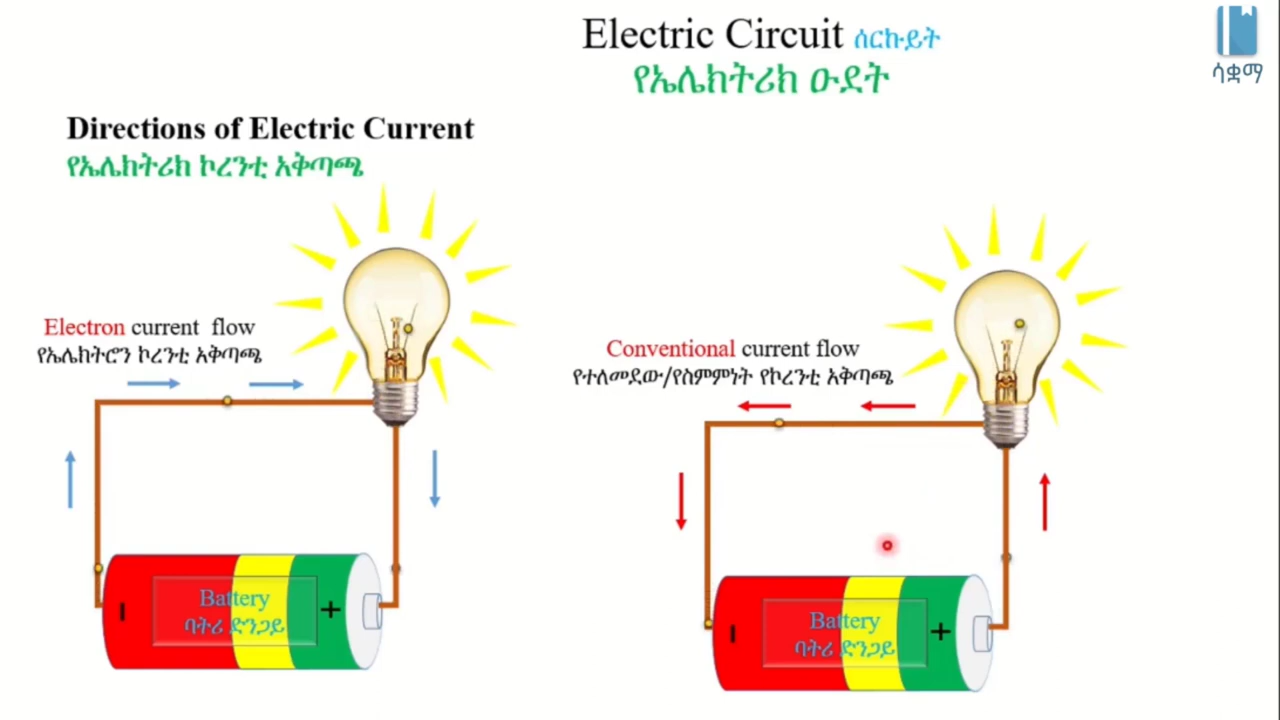 Electric Circuit ሰርኩይት
የኤሌክትሪክ ዑደት
ሳቋማ
Directions of Electric Current
የኤሌክትሪክ ኮረንቲ አቅጣጫ
Electron current flow
የኤሌክትሮን ኮረንቲ አቅጣጫ
Conventional current flow
የተለመደው/የስምምነት የኮረንቲ አቅጣጫ
Battery
ባትሪ ድንጋይ
+
Battery
ባትሪ ድንጋይ
+